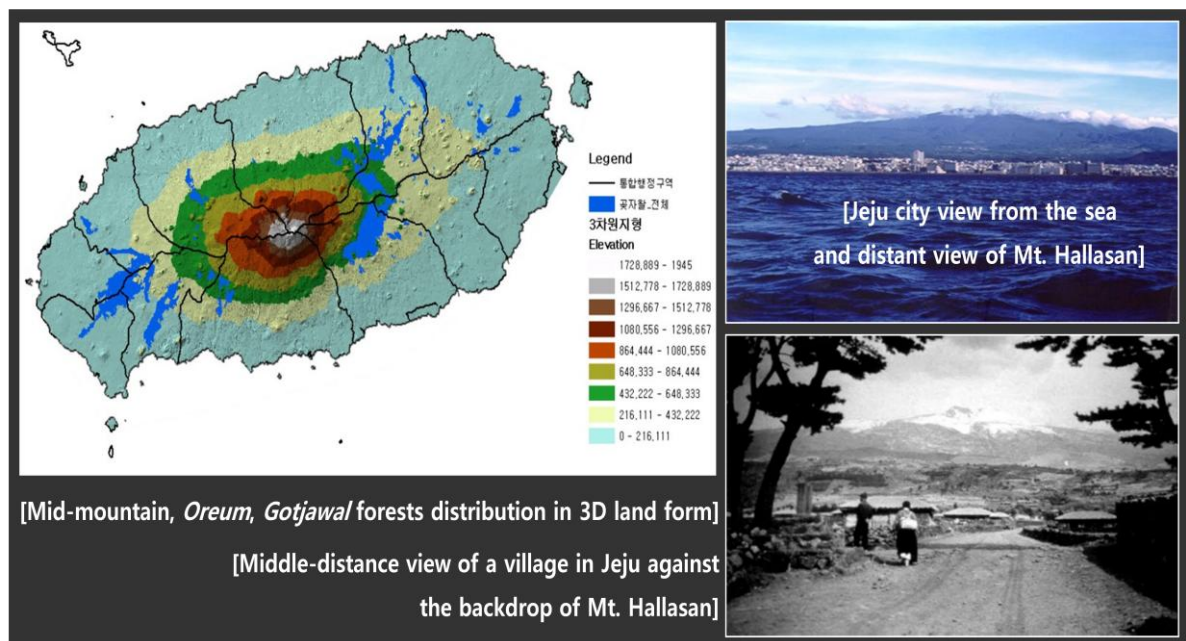 Legend
통합행정구역
곶자왈_전체
3차원지형
Elevation
1728,889 - 1945
1512,778 - 1728,889
1296,667 - 1512,778
1080,556 - 1296,667
864,444 - 1080,556
648,333 - 864,444
432,222 - 648,333
216,111 - 432,222
0 - 216,111
[Jeju city view from the sea
and distant view of Mt. Hallasan]
[Mid-mountain, Oreum, Gotjawal forests distribution in 3D land form]
[Middle-distance view of a village in Jeju against
the backdrop of Mt. Hallasan]